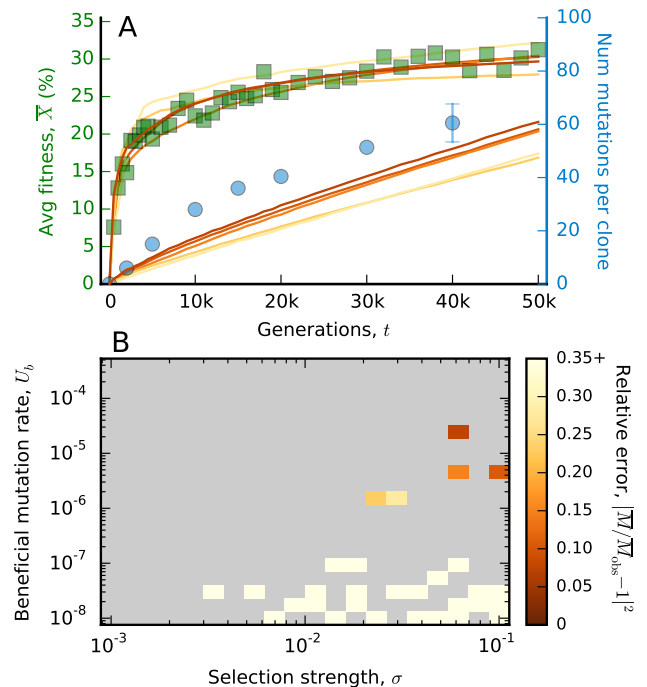 A
35
30
25
20
15
10
5
0
Avg fitness, X̅ (%)
100
80
60
40
20
0
Num mutations per clone
0
10k
20k
30k
40k
50k
Generations, t
B
10⁻⁴
10⁻⁵
10⁻⁶
10⁻⁷
10⁻⁸
Beneficial mutation rate, U_b
10⁻³
10⁻²
10⁻¹
Selection strength, σ
0.35+
0.30
0.25
0.20
0.15
0.10
0.05
0
Relative error, |M̅/M̅_obs−1|²